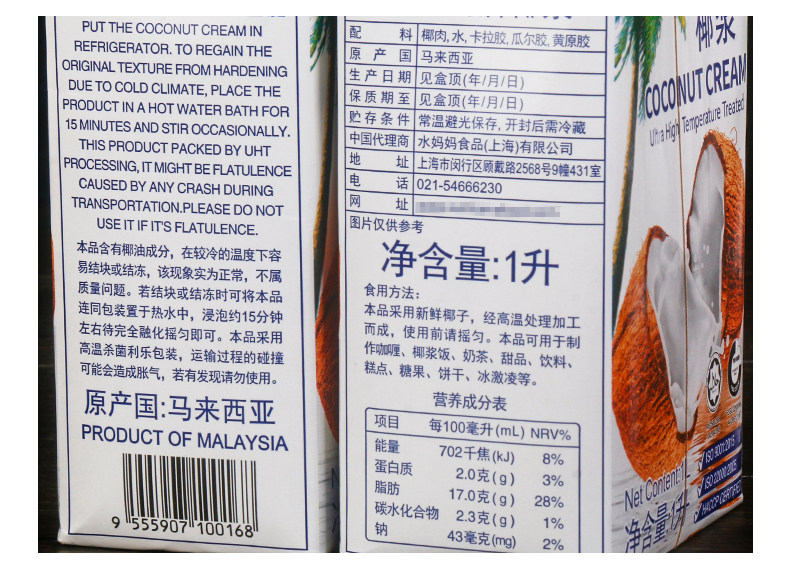 PUT THE COCONUT CREAM IN
REFRIGERATOR. TO REGAIN THE
ORIGINAL TEXTURE FROM HARDENING
DUE TO COLD CLIMATE, PLACE THE
PRODUCT IN A HOT WATER BATH FOR
15 MINUTES AND STIR OCCASIONALLY.
THIS PRODUCT PACKED BY UHT
PROCESSING, IT MIGHT BE FLATULENCE
CAUSED BY ANY CRASH DURING
TRANSPORTATION.PLEASE DO NOT
USE IT IF'S FLATULENCE.
本品含有椰油成分，在较冷的温度下容
易结块或结冻，该现象实为正常，不属
质量问题。若结块或结冻时可将本品
连同包装置于热水中，浸泡约15分钟
左右待完全融化摇匀即可。本品采用
高温杀菌利乐包装，运输过程的碰撞
可能会造成胀气，若有发现请勿使用。
原产国:马来西亚
PRODUCT OF MALAYSIA
9 555907 100168
配 料 椰肉, 水, 卡拉胶, 瓜尔胶, 黄原胶
原 产 国 马来西亚
生产日期 见盒顶(年/月/日)
保质期至 见盒顶(年/月/日)
贮存条件 常温避光保存, 开封后需冷藏
中国代理商 水妈妈食品(上海)有限公司
地 址 上海市闵行区顾戴路2568号9幢431室
电 话 021-54666230
网 址
图片仅供参考
净含量:1升
食用方法:
本品采用新鲜椰子，经高温处理加工
而成，使用前请摇匀。本品可用于制
作咖喱、椰浆饭、奶茶、甜品、饮料、
糕点、糖果、饼干、冰激凌等。
营养成分表
项目 每100毫升(mL) NRV%
能量 702千焦(kJ) 8%
蛋白质 2.0克(g) 3%
脂肪 17.0克(g) 28%
碳水化合物 2.3克(g) 1%
钠 43毫克(mg) 2%
椰浆
COCONUT CREAM
Ultra High Temperature Treated
ISO 9001:2015
ISO 22000:2005
HACCP CERTIFIED
Net Content:1L
净含量:1升